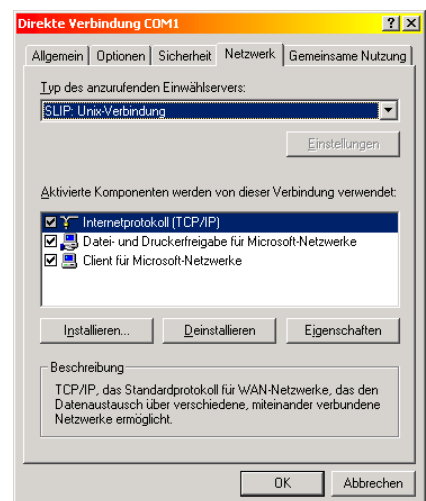 Direkte Verbindung COM1
Allgemein Optionen Sicherheit Netzwerk Gemeinsame Nutzung
Typ des anzurufenden Einwählservers:
SLIP: Unix-Verbindung
Einstellungen
Aktivierte Komponenten werden von dieser Verbindung verwendet:
Internetprotokoll (TCP/IP)
Datei- und Druckerfreigabe für Microsoft-Netzwerke
Client für Microsoft-Netzwerke
Installieren... Deinstallieren Eigenschaften
Beschreibung
TCP/IP, das Standardprotokoll für WAN-Netzwerke, das den
Datenaustausch über verschiedene, miteinander verbundene
Netzwerke ermöglicht.
OK Abbrechen